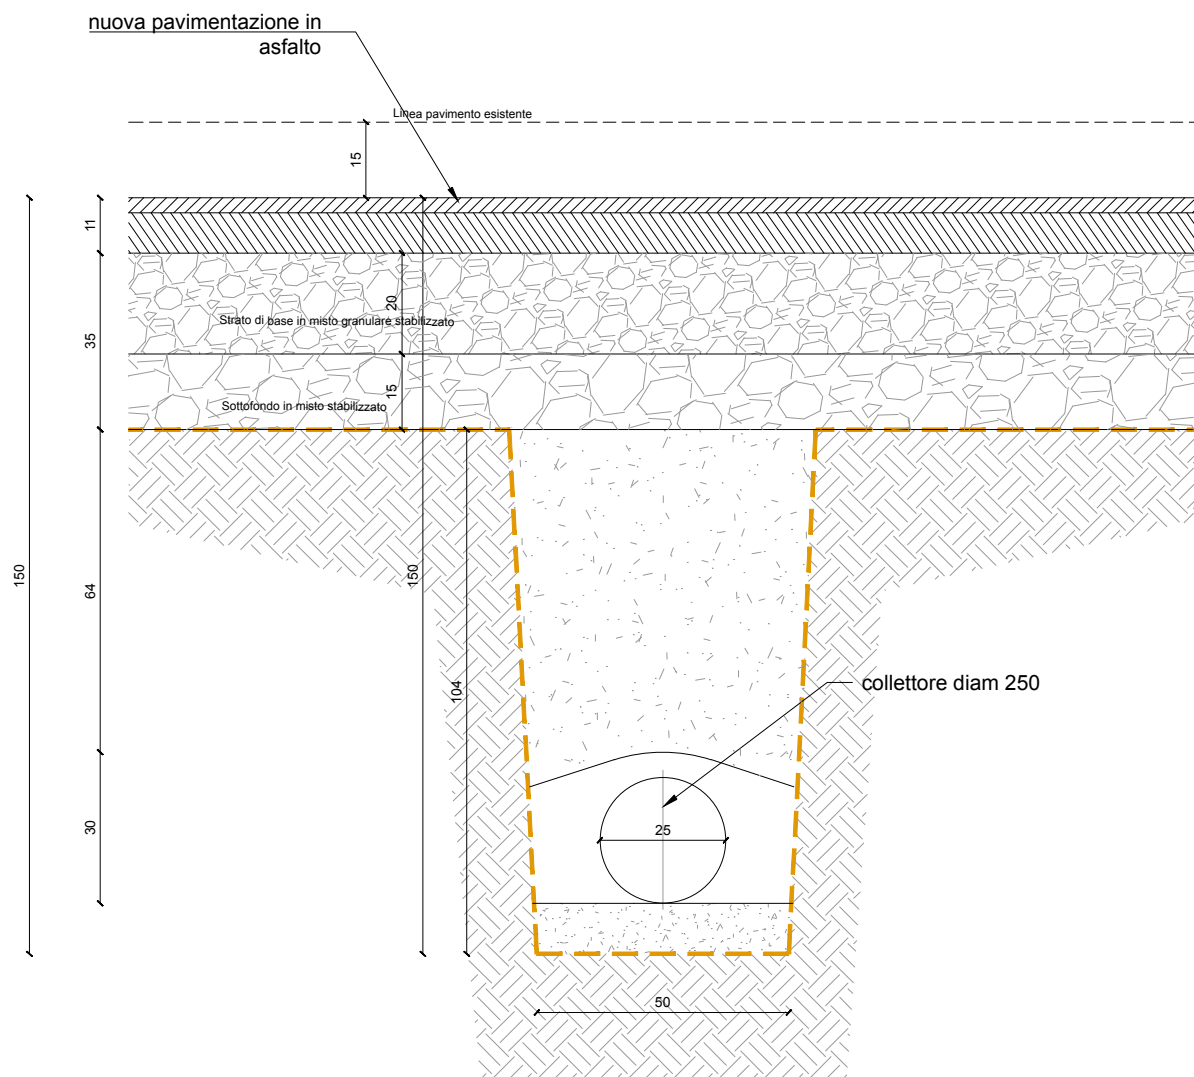 nuova pavimentazione in
asfalto
Linea pavimento esistente
15
11
20
Strato di base in misto granulare stabilizzato
35
15
Sottofondo in misto stabilizzato
150
150
64
104
collettore diam 250
30
25
50